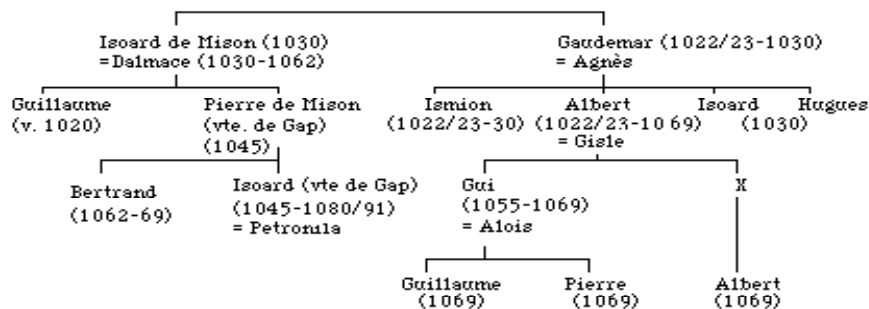 Isoard de Mison (1030)
=Dalmace (1030-1062)
Gaudemar (1022/23-1030)
= Agnès
Guillaume
(v. 1020)
Pierre de Mison
(vte. de Gap)
(1045)
Ismion
(1022/23-30)
Albert
(1022/23-1069)
= Gisle
Isoard
(1030)
Hugues
Bertrand
(1062-69)
Isoard (vte de Gap)
(1045-1080/91)
= Petronila
Gui
(1055-1069)
= Alois
X
Guillaume
(1069)
Pierre
(1069)
Albert
(1069)